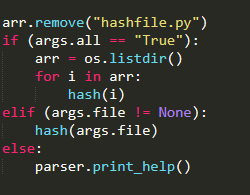 arr.remove("hashfile.py")
if (args.all == "True"):
    arr = os.listdir()
    for i in arr:
        hash(i)
elif (args.file != None):
    hash(args.file)
else:
    parser.print_help()